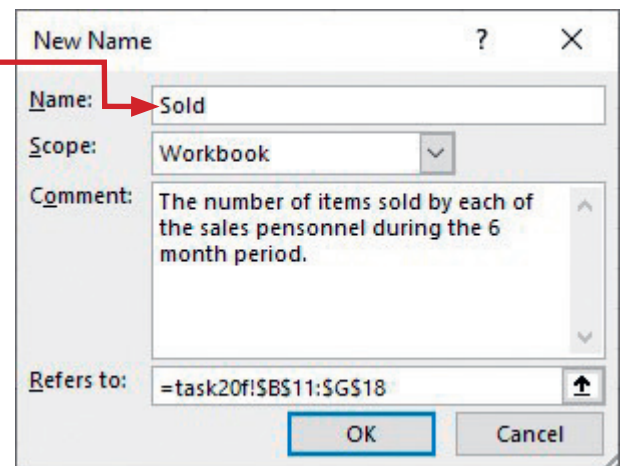 New Name ? ×
Name: Sold
Scope: Workbook
Comment: The number of items sold by each of
the sales pensonnel during the 6
month period.
Refers to: =task20f!$B$11:$G$18
OK Cancel